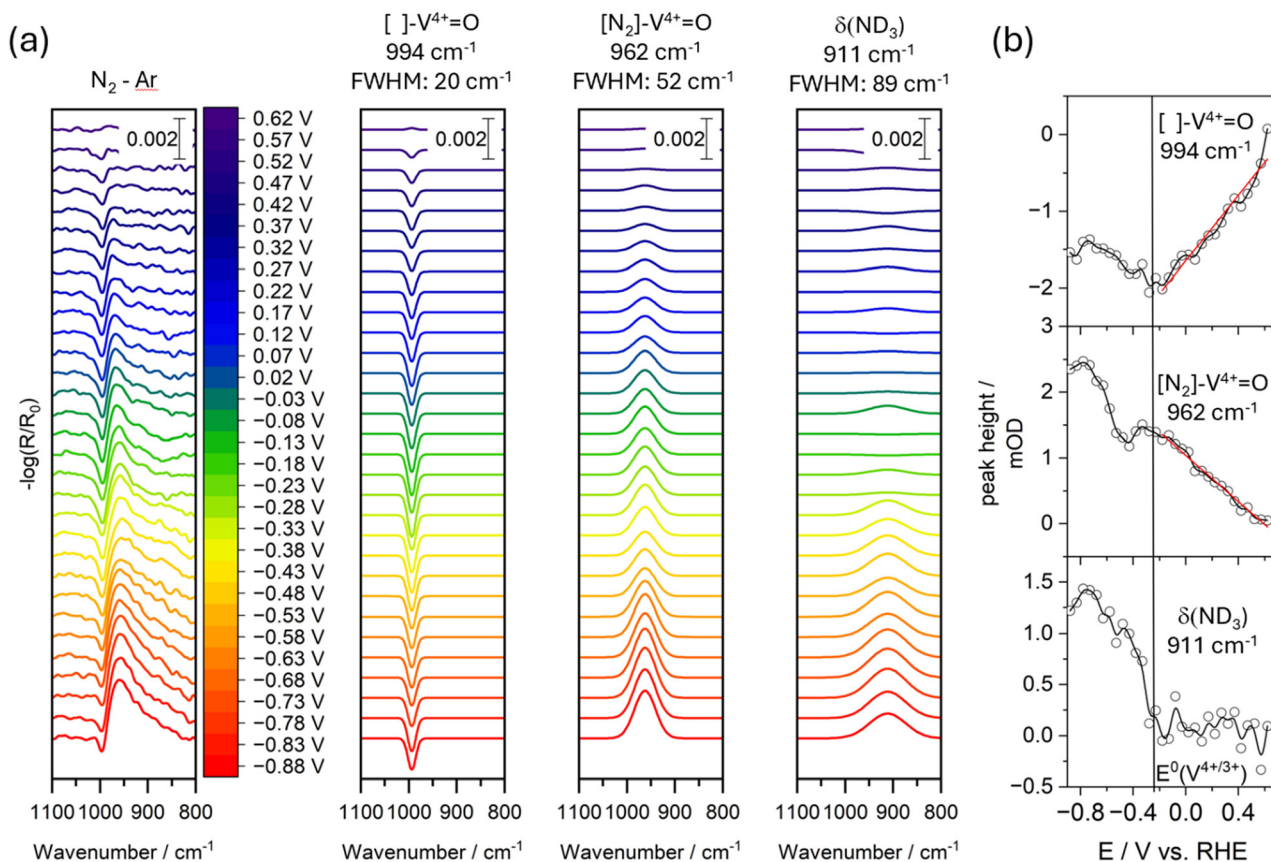 (a)
N₂ - Ar
[ ]-V⁴⁺=O
994 cm⁻¹
FWHM: 20 cm⁻¹
[N₂]-V⁴⁺=O
962 cm⁻¹
FWHM: 52 cm⁻¹
δ(ND₃)
911 cm⁻¹
FWHM: 89 cm⁻¹
0.002
0.002
0.002
0.002
-log(R/R₀)
0.62 V
0.57 V
0.52 V
0.47 V
0.42 V
0.37 V
0.32 V
0.27 V
0.22 V
0.17 V
0.12 V
0.07 V
0.02 V
−0.03 V
−0.08 V
−0.13 V
−0.18 V
−0.23 V
−0.28 V
−0.33 V
−0.38 V
−0.43 V
−0.48 V
−0.53 V
−0.58 V
−0.63 V
−0.68 V
−0.73 V
−0.78 V
−0.83 V
−0.88 V
1100 1000 900 800
1100 1000 900 800
1100 1000 900 800
1100 1000 900 800
Wavenumber / cm⁻¹
Wavenumber / cm⁻¹
Wavenumber / cm⁻¹
Wavenumber / cm⁻¹
(b)
[ ]-V⁴⁺=O
994 cm⁻¹
0
−1
−2
3
[N₂]-V⁴⁺=O
962 cm⁻¹
2
1
0
peak height /
mOD
δ(ND₃)
911 cm⁻¹
1.5
1.0
0.5
0.0
−0.5
E⁰(V⁴⁺/³⁺)
−0.8 −0.4 0.0 0.4
E / V vs. RHE